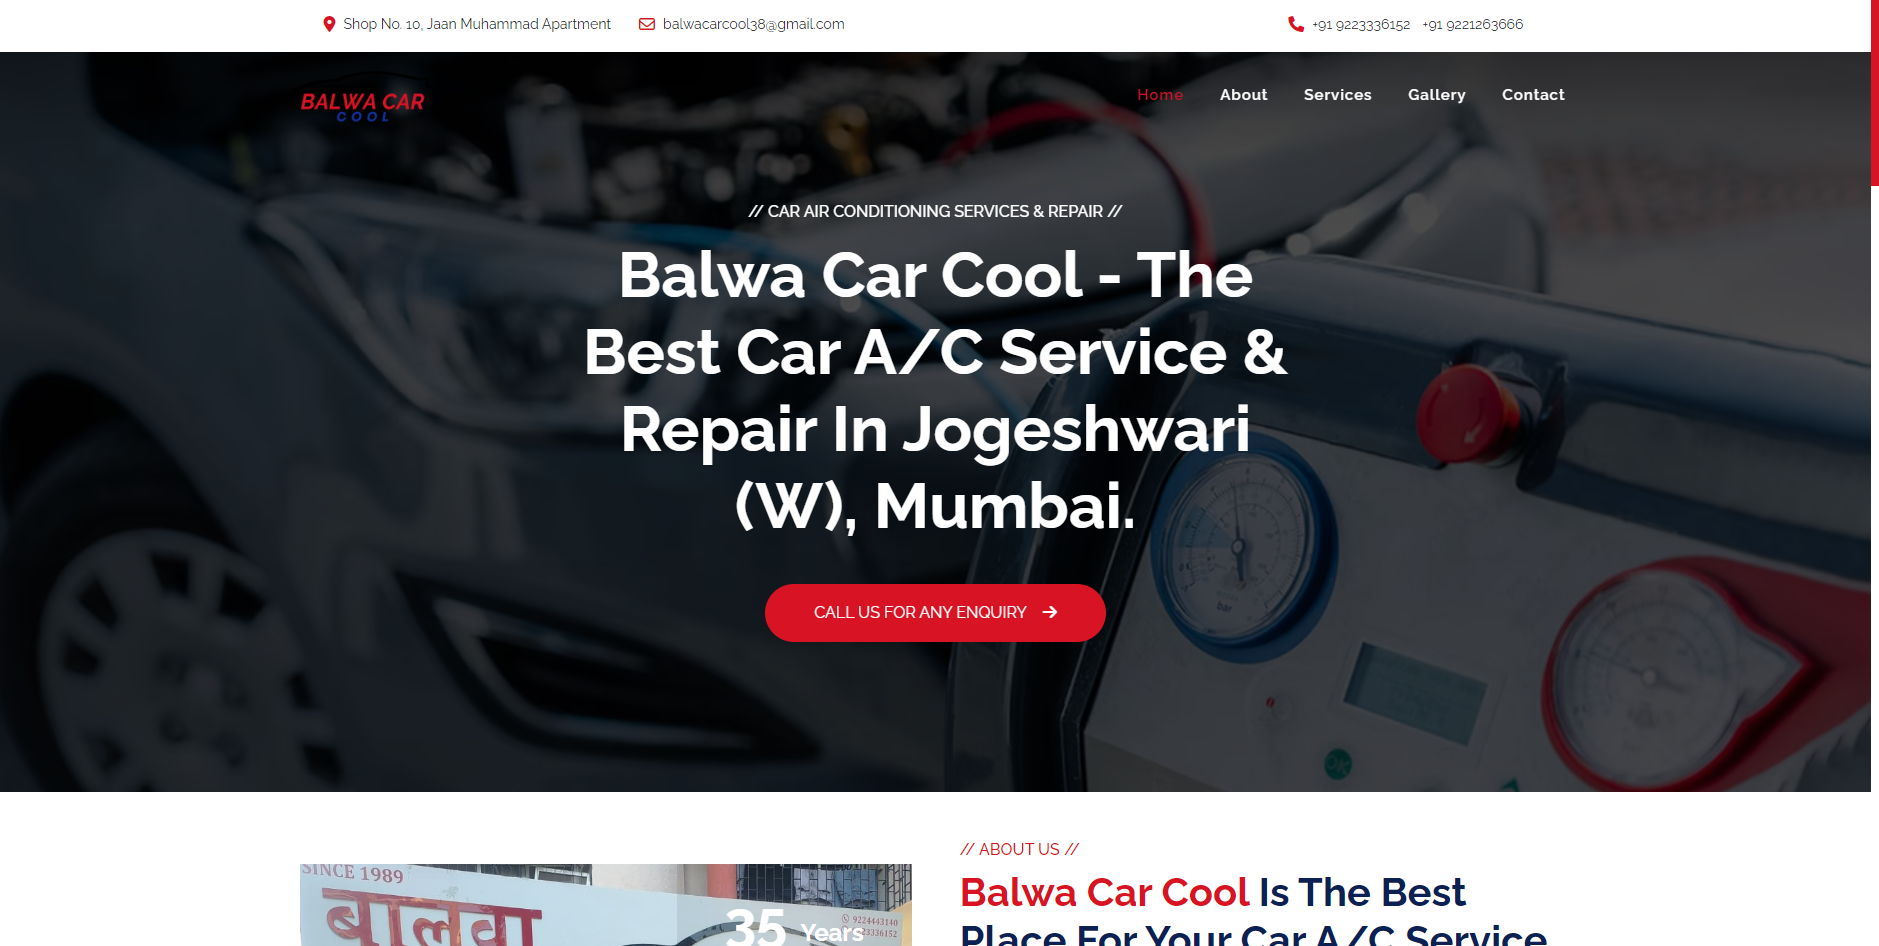 Shop No. 10, Jaan Muhammad Apartment
balwacarcool38@gmail.com
+91 9223336152 +91 9221263666
BALWA CAR
COOL
Home About Services Gallery Contact
// CAR AIR CONDITIONING SERVICES & REPAIR //
Balwa Car Cool - The
Best Car A/C Service &
Repair In Jogeshwari
(W), Mumbai.
CALL US FOR ANY ENQUIRY
bar
OK
SINCE 1989
बालवा
35 Years
9224443140
// ABOUT US //
Balwa Car Cool Is The Best
Place For Your Car A/C Service